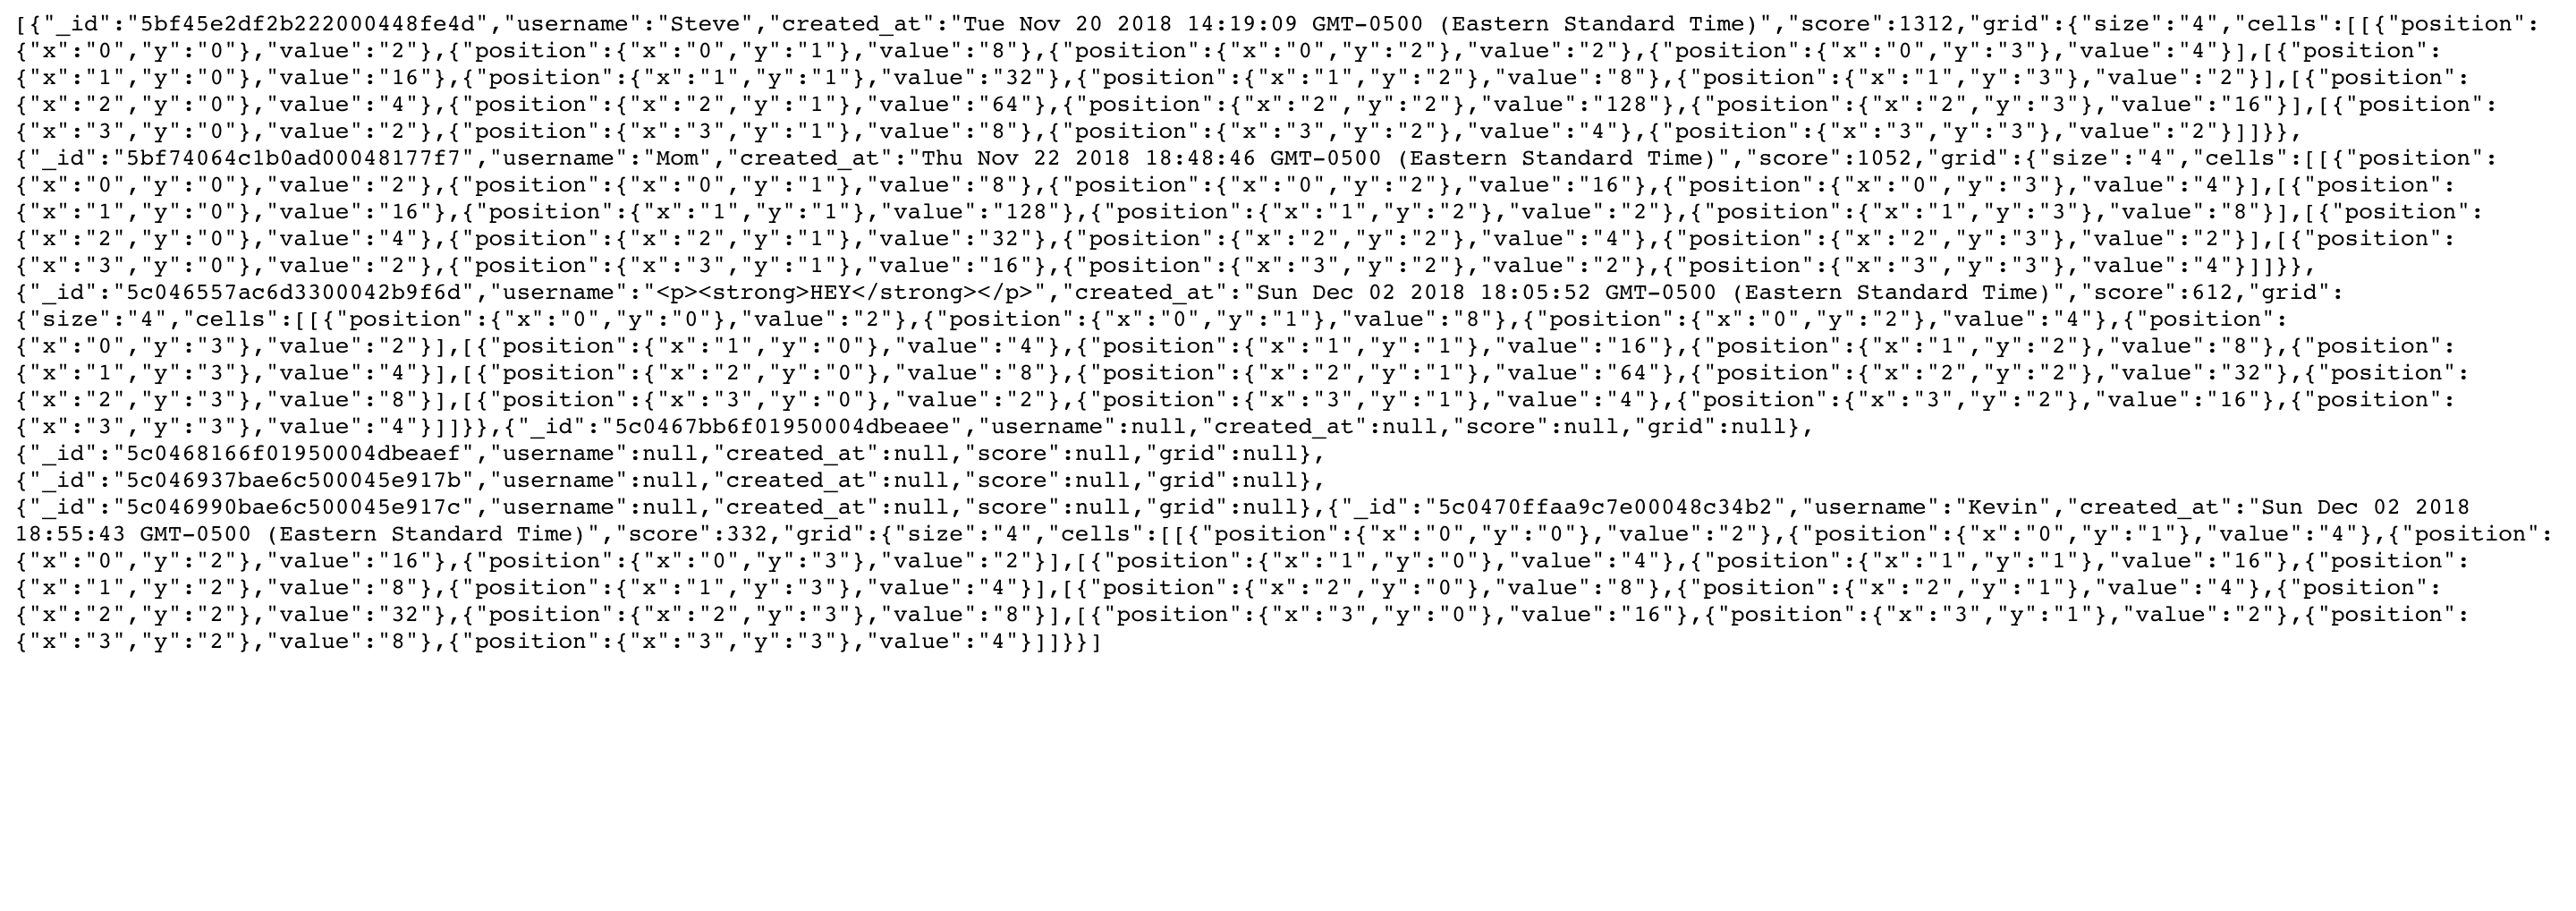 [{"_id":"5bf45e2df2b222000448fe4d","username":"Steve","created_at":"Tue Nov 20 2018 14:19:09 GMT-0500 (Eastern Standard Time)","score":1312,"grid":{"size":"4","cells":[[{"position":
{"x":"0","y":"0"},"value":"2"},{"position":{"x":"0","y":"1"},"value":"8"},{"position":{"x":"0","y":"2"},"value":"2"},{"position":{"x":"0","y":"3"},"value":"4"}],[{"position":
{"x":"1","y":"0"},"value":"16"},{"position":{"x":"1","y":"1"},"value":"32"},{"position":{"x":"1","y":"2"},"value":"8"},{"position":{"x":"1","y":"3"},"value":"2"}],[{"position":
{"x":"2","y":"0"},"value":"4"},{"position":{"x":"2","y":"1"},"value":"64"},{"position":{"x":"2","y":"2"},"value":"128"},{"position":{"x":"2","y":"3"},"value":"16"}],[{"position":
{"x":"3","y":"0"},"value":"2"},{"position":{"x":"3","y":"1"},"value":"8"},{"position":{"x":"3","y":"2"},"value":"4"},{"position":{"x":"3","y":"3"},"value":"2"}]]}},
{"_id":"5bf74064c1b0ad00048177f7","username":"Mom","created_at":"Thu Nov 22 2018 18:48:46 GMT-0500 (Eastern Standard Time)","score":1052,"grid":{"size":"4","cells":[[{"position":
{"x":"0","y":"0"},"value":"2"},{"position":{"x":"0","y":"1"},"value":"8"},{"position":{"x":"0","y":"2"},"value":"16"},{"position":{"x":"0","y":"3"},"value":"4"}],[{"position":
{"x":"1","y":"0"},"value":"16"},{"position":{"x":"1","y":"1"},"value":"128"},{"position":{"x":"1","y":"2"},"value":"2"},{"position":{"x":"1","y":"3"},"value":"8"}],[{"position":
{"x":"2","y":"0"},"value":"4"},{"position":{"x":"2","y":"1"},"value":"32"},{"position":{"x":"2","y":"2"},"value":"4"},{"position":{"x":"2","y":"3"},"value":"2"}],[{"position":
{"x":"3","y":"0"},"value":"2"},{"position":{"x":"3","y":"1"},"value":"16"},{"position":{"x":"3","y":"2"},"value":"2"},{"position":{"x":"3","y":"3"},"value":"4"}]]}},
{"_id":"5c046557ac6d3300042b9f6d","username":"<p><strong>HEY</strong></p>","created_at":"Sun Dec 02 2018 18:05:52 GMT-0500 (Eastern Standard Time)","score":612,"grid":
{"size":"4","cells":[[{"position":{"x":"0","y":"0"},"value":"2"},{"position":{"x":"0","y":"1"},"value":"8"},{"position":{"x":"0","y":"2"},"value":"4"},{"position":
{"x":"0","y":"3"},"value":"2"}],[{"position":{"x":"1","y":"0"},"value":"4"},{"position":{"x":"1","y":"1"},"value":"16"},{"position":{"x":"1","y":"2"},"value":"8"},{"position":
{"x":"1","y":"3"},"value":"4"}],[{"position":{"x":"2","y":"0"},"value":"8"},{"position":{"x":"2","y":"1"},"value":"64"},{"position":{"x":"2","y":"2"},"value":"32"},{"position":
{"x":"2","y":"3"},"value":"8"}],[{"position":{"x":"3","y":"0"},"value":"2"},{"position":{"x":"3","y":"1"},"value":"4"},{"position":{"x":"3","y":"2"},"value":"16"},{"position":
{"x":"3","y":"3"},"value":"4"}]]}},{"_id":"5c0467bb6f01950004dbeaee","username":null,"created_at":null,"score":null,"grid":null},
{"_id":"5c0468166f01950004dbeaef","username":null,"created_at":null,"score":null,"grid":null},
{"_id":"5c046937bae6c500045e917b","username":null,"created_at":null,"score":null,"grid":null},
{"_id":"5c046990bae6c500045e917c","username":null,"created_at":null,"score":null,"grid":null},{"_id":"5c0470ffaa9c7e00048c34b2","username":"Kevin","created_at":"Sun Dec 02 2018
18:55:43 GMT-0500 (Eastern Standard Time)","score":332,"grid":{"size":"4","cells":[[{"position":{"x":"0","y":"0"},"value":"2"},{"position":{"x":"0","y":"1"},"value":"4"},{"position":
{"x":"0","y":"2"},"value":"16"},{"position":{"x":"0","y":"3"},"value":"2"}],[{"position":{"x":"1","y":"0"},"value":"4"},{"position":{"x":"1","y":"1"},"value":"16"},{"position":
{"x":"1","y":"2"},"value":"8"},{"position":{"x":"1","y":"3"},"value":"4"}],[{"position":{"x":"2","y":"0"},"value":"8"},{"position":{"x":"2","y":"1"},"value":"4"},{"position":
{"x":"2","y":"2"},"value":"32"},{"position":{"x":"2","y":"3"},"value":"8"}],[{"position":{"x":"3","y":"0"},"value":"16"},{"position":{"x":"3","y":"1"},"value":"2"},{"position":
{"x":"3","y":"2"},"value":"8"},{"position":{"x":"3","y":"3"},"value":"4"}]]}}]